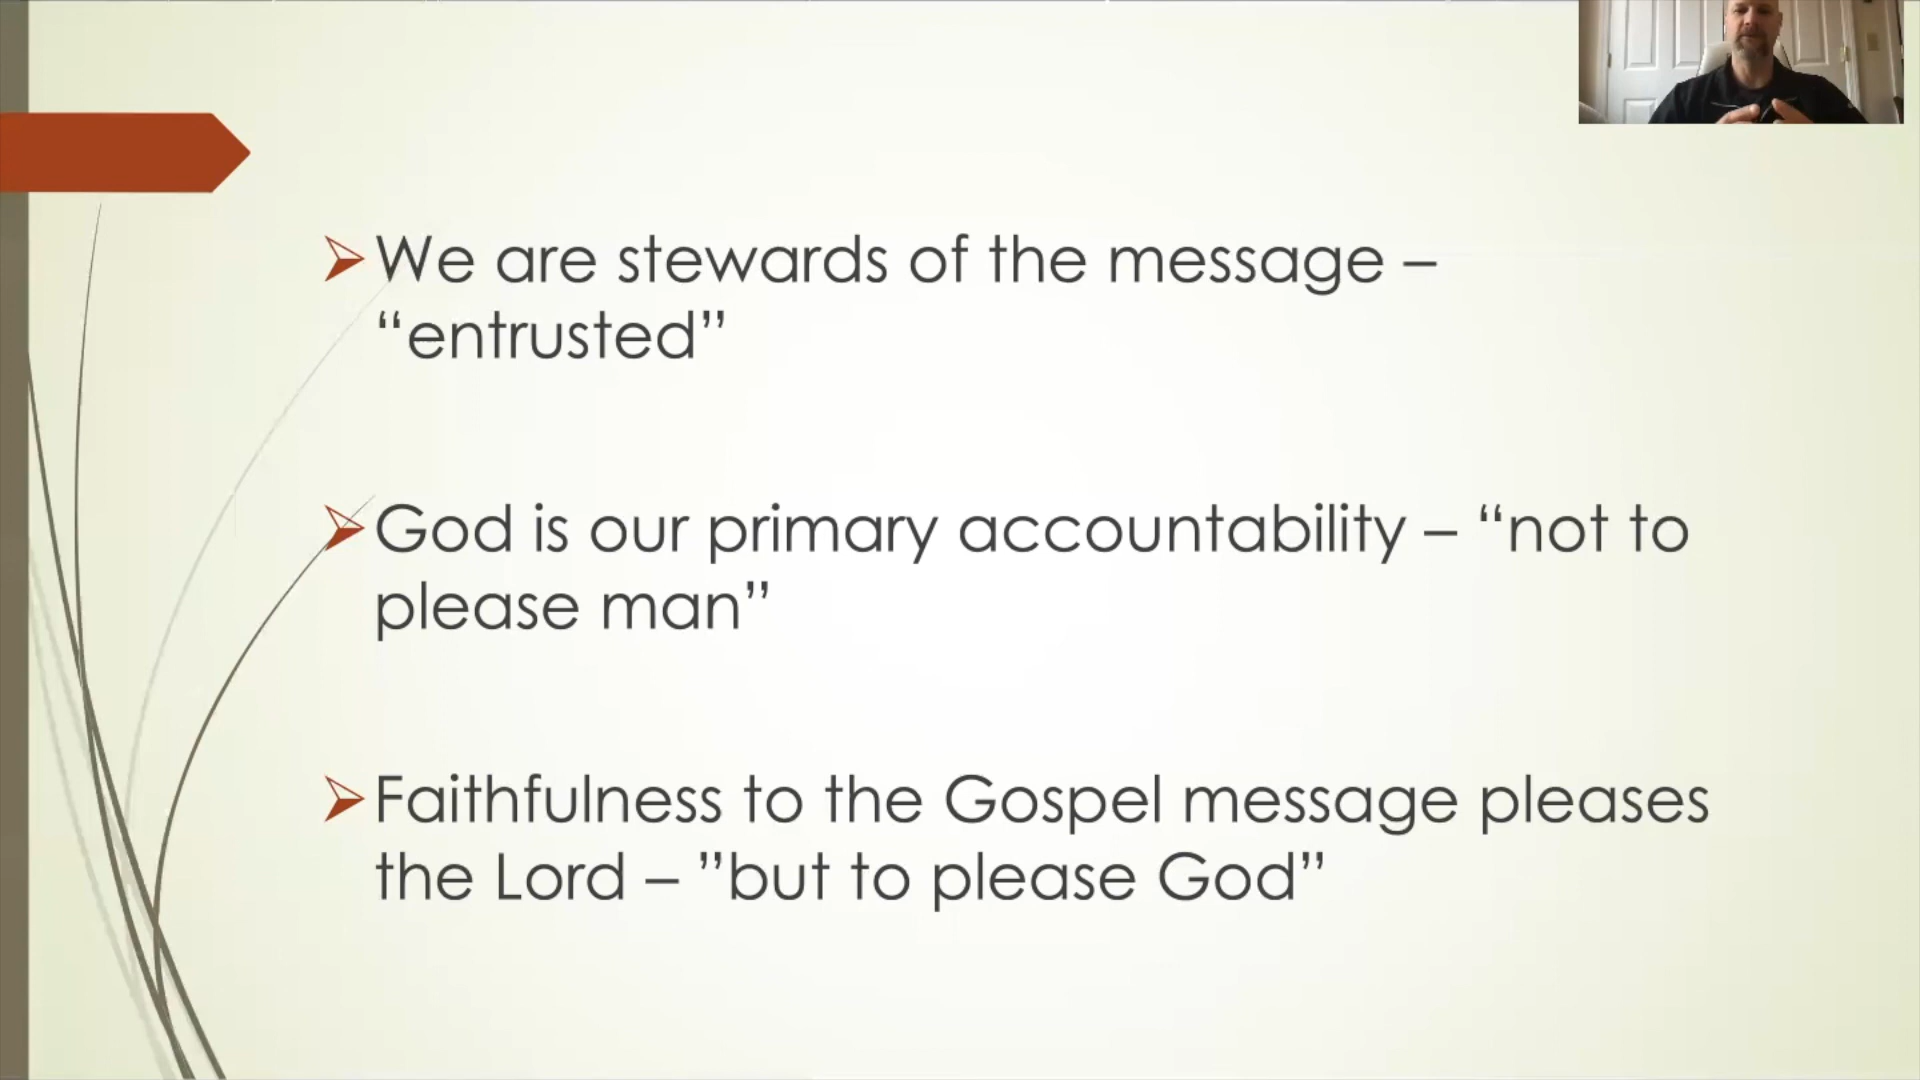 We are stewards of the message –
“entrusted”
God is our primary accountability – “not to
please man”
Faithfulness to the Gospel message pleases
the Lord – ”but to please God”